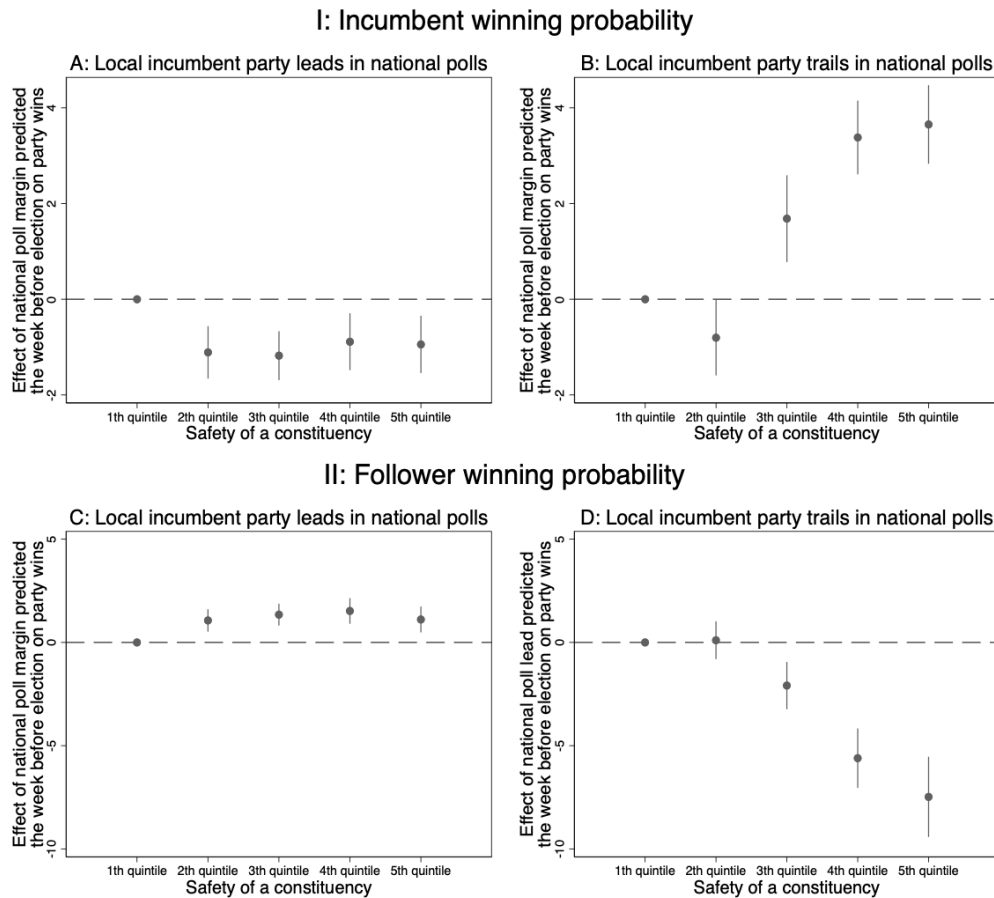 I: Incumbent winning probability
A: Local incumbent party leads in national polls
Effect of national poll margin predicted
the week before election on party wins
4
2
0
-2
1th quintile 2th quintile 3th quintile 4th quintile 5th quintile
Safety of a constituency
B: Local incumbent party trails in national polls
Effect of national poll margin predicted
the week before election on party wins
4
2
0
-2
1th quintile 2th quintile 3th quintile 4th quintile 5th quintile
Safety of a constituency
II: Follower winning probability
C: Local incumbent party leads in national polls
Effect of national poll margin predicted
the week before election on party wins
5
0
-5
-10
1th quintile 2th quintile 3th quintile 4th quintile 5th quintile
Safety of a constituency
D: Local incumbent party trails in national polls
Effect of national poll lead predicted
the week before election on party wins
5
0
-5
-10
1th quintile 2th quintile 3th quintile 4th quintile 5th quintile
Safety of a constituency